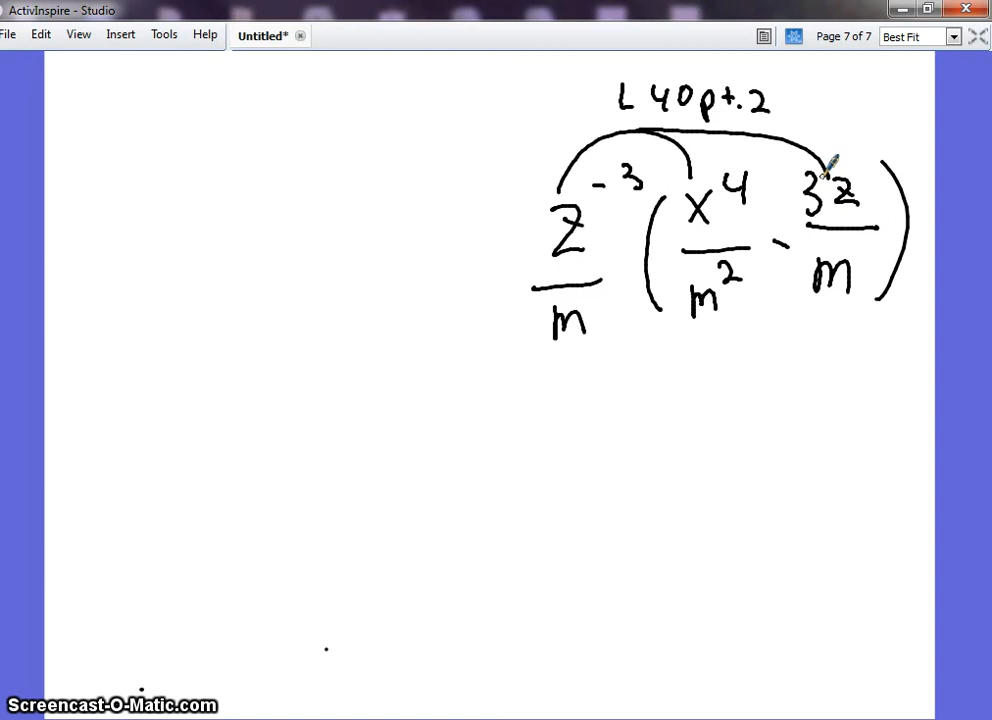 ActivInspire - Studio
File Edit View Insert Tools Help Untitled* Page 7 of 7 Best Fit
L 40 pt. 2
z^-3/m (x^4/m^2 - 3z/m)
Screencast-O-Matic.com